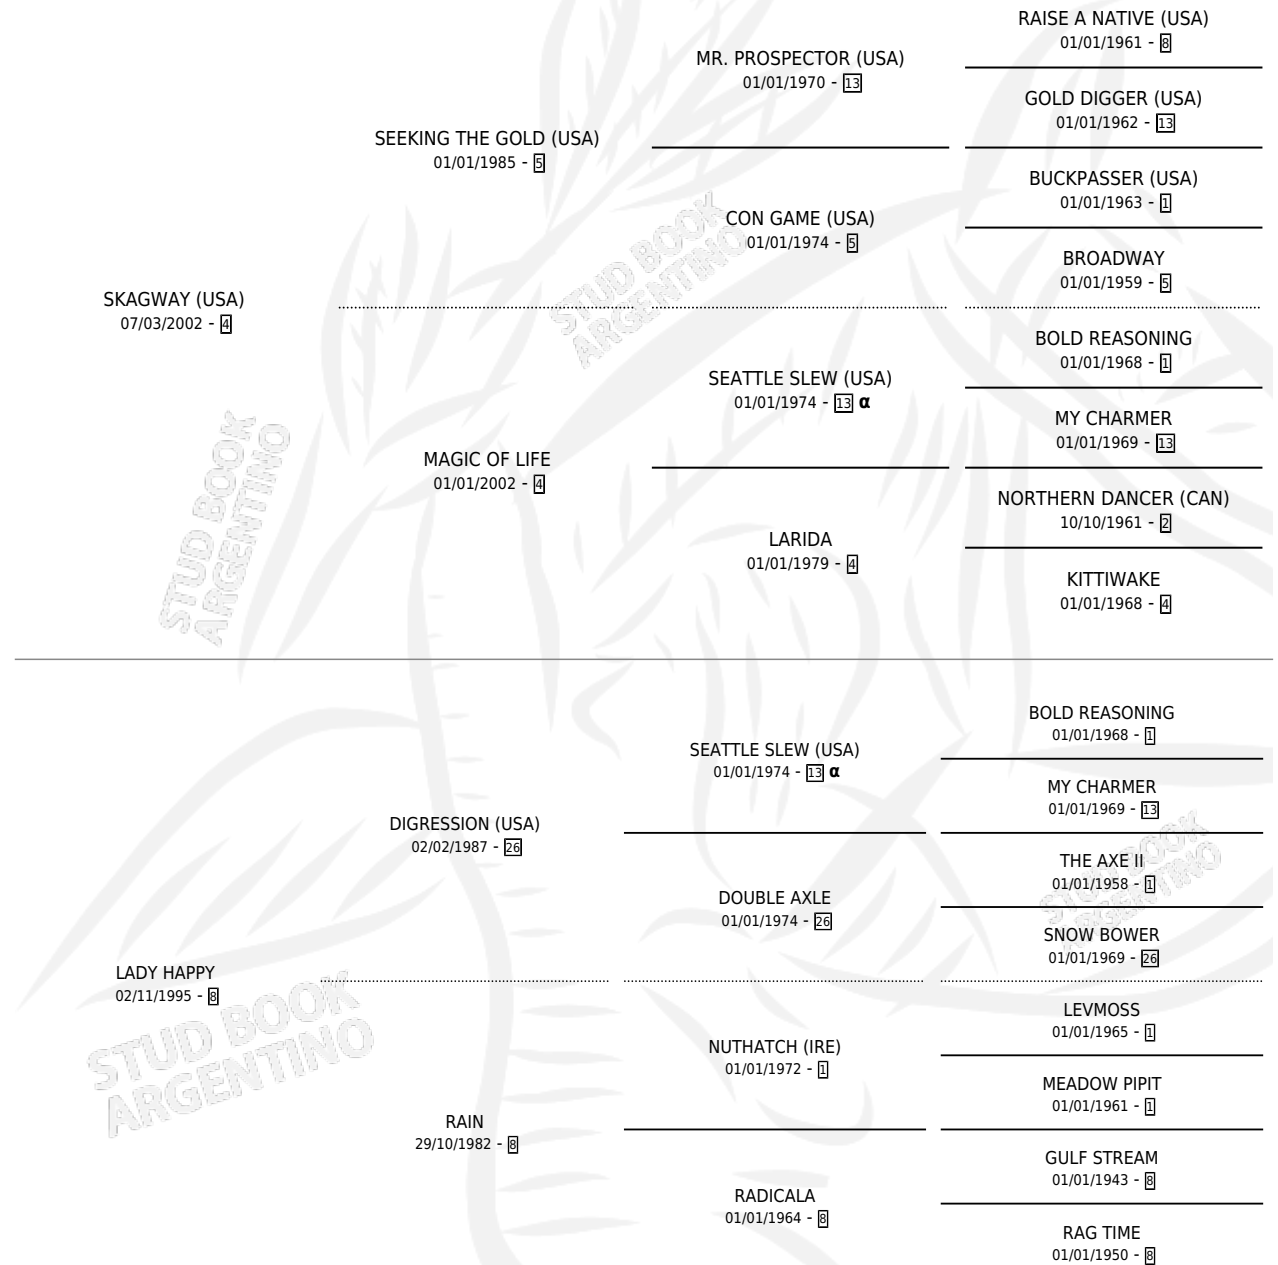 RAISE A NATIVE (USA)
01/01/1961 - 8
MR. PROSPECTOR (USA)
01/01/1970 - 13
GOLD DIGGER (USA)
01/01/1962 - 13
SEEKING THE GOLD (USA)
01/01/1985 - 5
BUCKPASSER (USA)
01/01/1963 - 1
CON GAME (USA)
01/01/1974 - 5
BROADWAY
01/01/1959 - 5
STUD BOOK
ARGENTINO
SKAGWAY (USA)
07/03/2002 - 4
BOLD REASONING
01/01/1968 - 1
SEATTLE SLEW (USA)
01/01/1974 - 13 α
MY CHARMER
01/01/1969 - 13
MAGIC OF LIFE
01/01/2002 - 4
NORTHERN DANCER (CAN)
10/10/1961 - 2
LARIDA
01/01/1979 - 4
KITTIWAKE
01/01/1968 - 4
STUD BOOK
ARGENTINO
BOLD REASONING
01/01/1968 - 1
SEATTLE SLEW (USA)
01/01/1974 - 13 α
MY CHARMER
01/01/1969 - 13
DIGRESSION (USA)
02/02/1987 - 26
THE AXE II
01/01/1958 - 1
DOUBLE AXLE
01/01/1974 - 26
SNOW BOWER
01/01/1969 - 26
STUD BOOK
ARGENTINO
LADY HAPPY
02/11/1995 - 8
LEVMOSS
01/01/1965 - 1
NUTHATCH (IRE)
01/01/1972 - 1
MEADOW PIPIT
01/01/1961 - 1
STUD BOOK
ARGENTINO
RAIN
29/10/1982 - 8
GULF STREAM
01/01/1943 - 8
RADICALA
01/01/1964 - 8
RAG TIME
01/01/1950 - 8